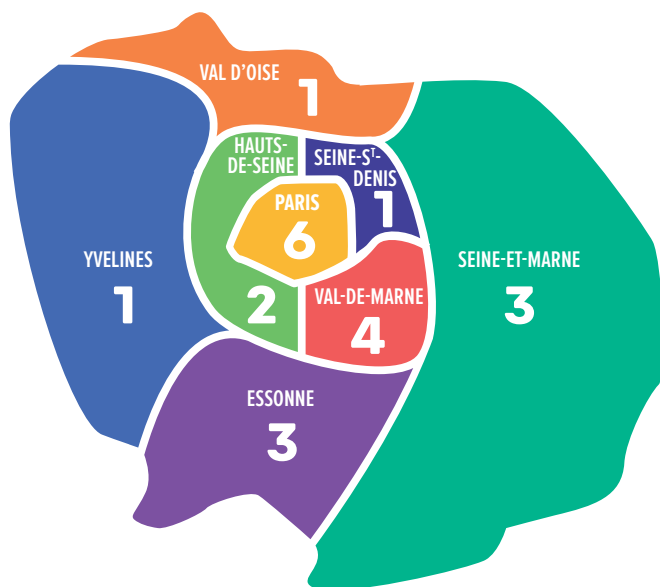 VAL D'OISE
1
HAUTS-
DE-SEINE
2
SEINE-Sᵀ-
DENIS
1
PARIS
6
YVELINES
1
VAL-DE-MARNE
4
SEINE-ET-MARNE
3
ESSONNE
3